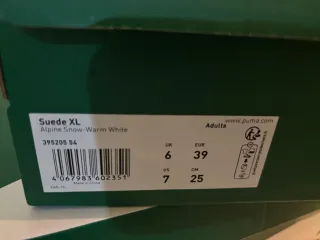 Suede XL
Alpine Snow-Warm White
395205 54
Adults
www.puma.com
UK EUR
6 39
US CM
7 25
4 067983 602351